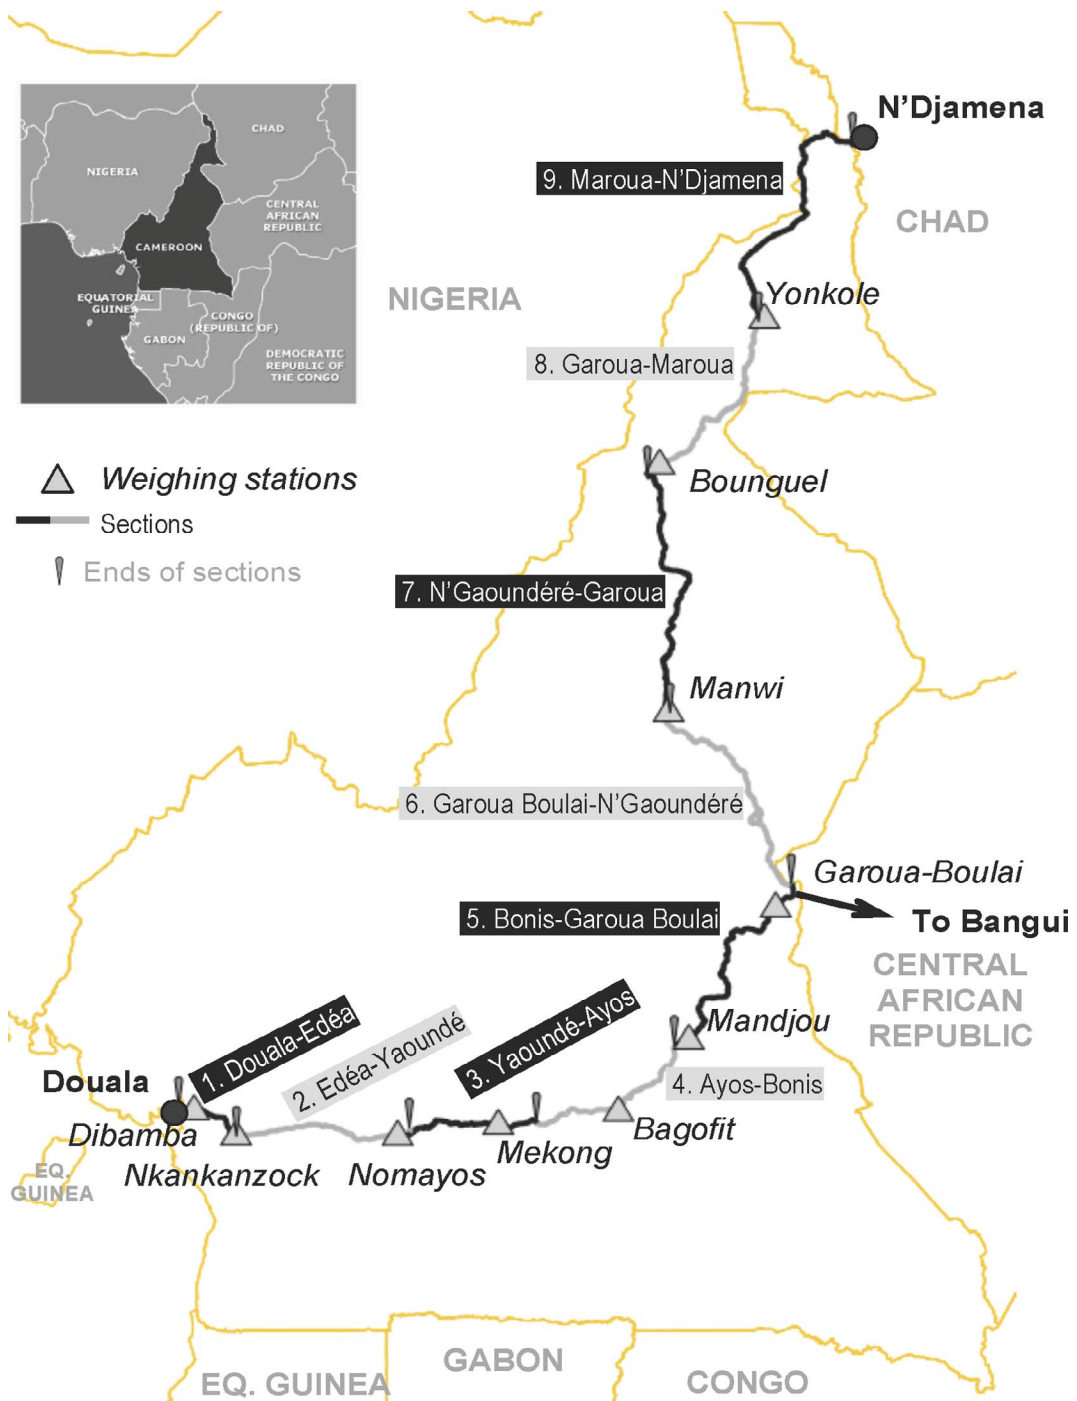 N'Djamena
CHAD
NIGERIA
CENTRAL
AFRICAN
REPUBLIC
CAMEROON
EQUATORIAL
GUINEA
CONGO
(REPUBLIC OF)
GABON
DEMOCRATIC
REPUBLIC OF
THE CONGO
9. Maroua-N'Djamena
CHAD
NIGERIA
Yonkole
8. Garoua-Maroua
Weighing stations
Sections
Ends of sections
Bounguel
7. N'Gaoundéré-Garoua
Manwi
6. Garoua Boulai-N'Gaoundéré
Garoua-Boulai
5. Bonis-Garoua Boulai
To Bangui
CENTRAL
AFRICAN
REPUBLIC
Mandjou
1. Douala-Edéa
2. Edéa-Yaoundé
3. Yaoundé-Ayos
4. Ayos-Bonis
Douala
Dibamba
Nkankanzock
Nomayos
Mekong
Bagofit
EQ.
GUINEA
EQ. GUINEA
GABON
CONGO